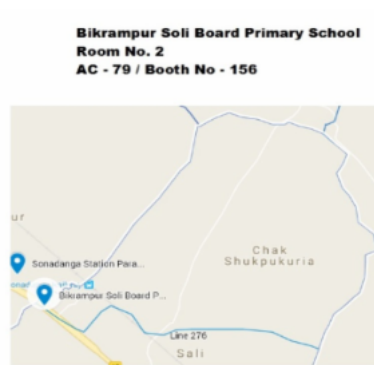 Bikrampur Soli Board Primary School
Room No. 2
AC - 79 / Booth No - 156
ur
Chak
Shukpukuria
Sonadanga Station Para...
Bikrampur Soli Board P...
Line 276
Sali